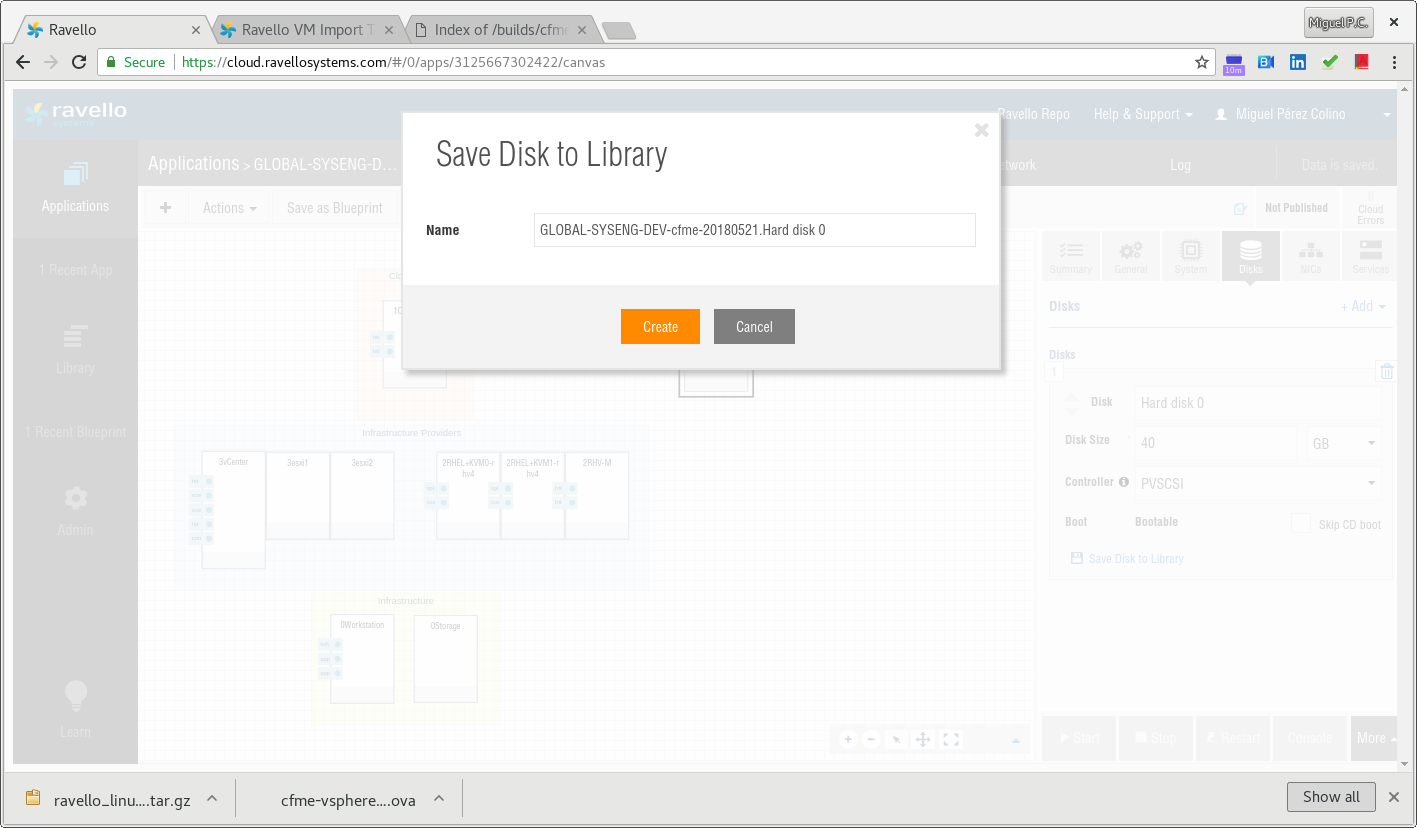 Ravello
Ravello VM Import T
Index of /builds/cfme
Miguel P.C.
Secure
https://cloud.ravellosystems.com/#/0/apps/3125667302422/canvas
10m
ravello
Ravello Repo
Help & Support
Miguel Pérez Colino
Save Disk to Library
Applications > GLOBAL-SYSENG-D...
etwork
Log
Data is saved.
Applications
Actions
Save as Blueprint
Name
GLOBAL-SYSENG-DEV-cfme-20180521.Hard disk 0
Not Published
Cloud
Errors
Summary
General
System
Disks
NICs
Services
1 Recent App
Clo
10
Create
Cancel
Disks
+ Add
Disks
1
Library
Disk
Hard disk 0
1 Recent Blueprint
Infrastructure Providers
Disk Size
40
GB
3vCenter
3esxi1
3esxi2
2RHEL+KVM0-r
hv4
2RHEL+KVM1-r
hv4
2RHV-M
Controller
PVSCSI
Admin
Boot
Bootable
Skip CD boot
Save Disk to Library
Infrastructure
0Workstation
0Storage
Learn
Start
Stop
Restart
Console
More
ravello_linu....tar.gz
cfme-vsphere....ova
Show all